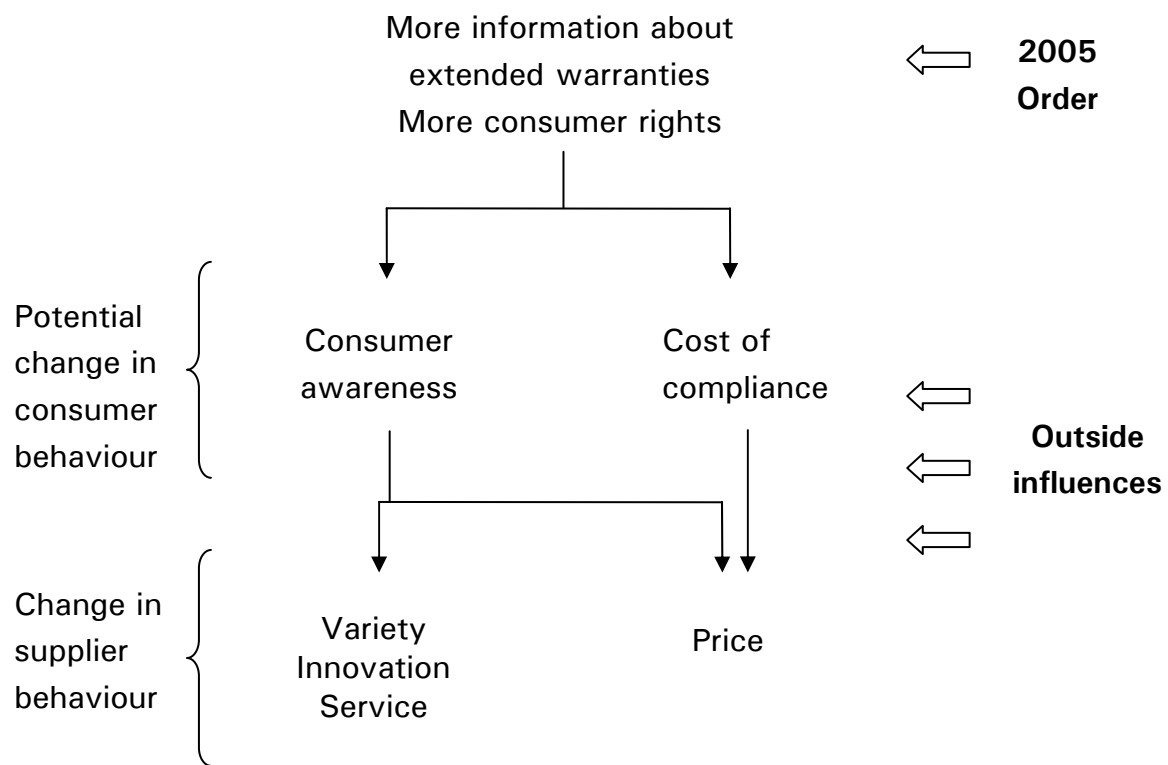 More information about
extended warranties
More consumer rights
2005
Order
Potential
change in
consumer
behaviour
Consumer
awareness
Cost of
compliance
Outside
influences
Change in
supplier
behaviour
Variety
Innovation
Service
Price